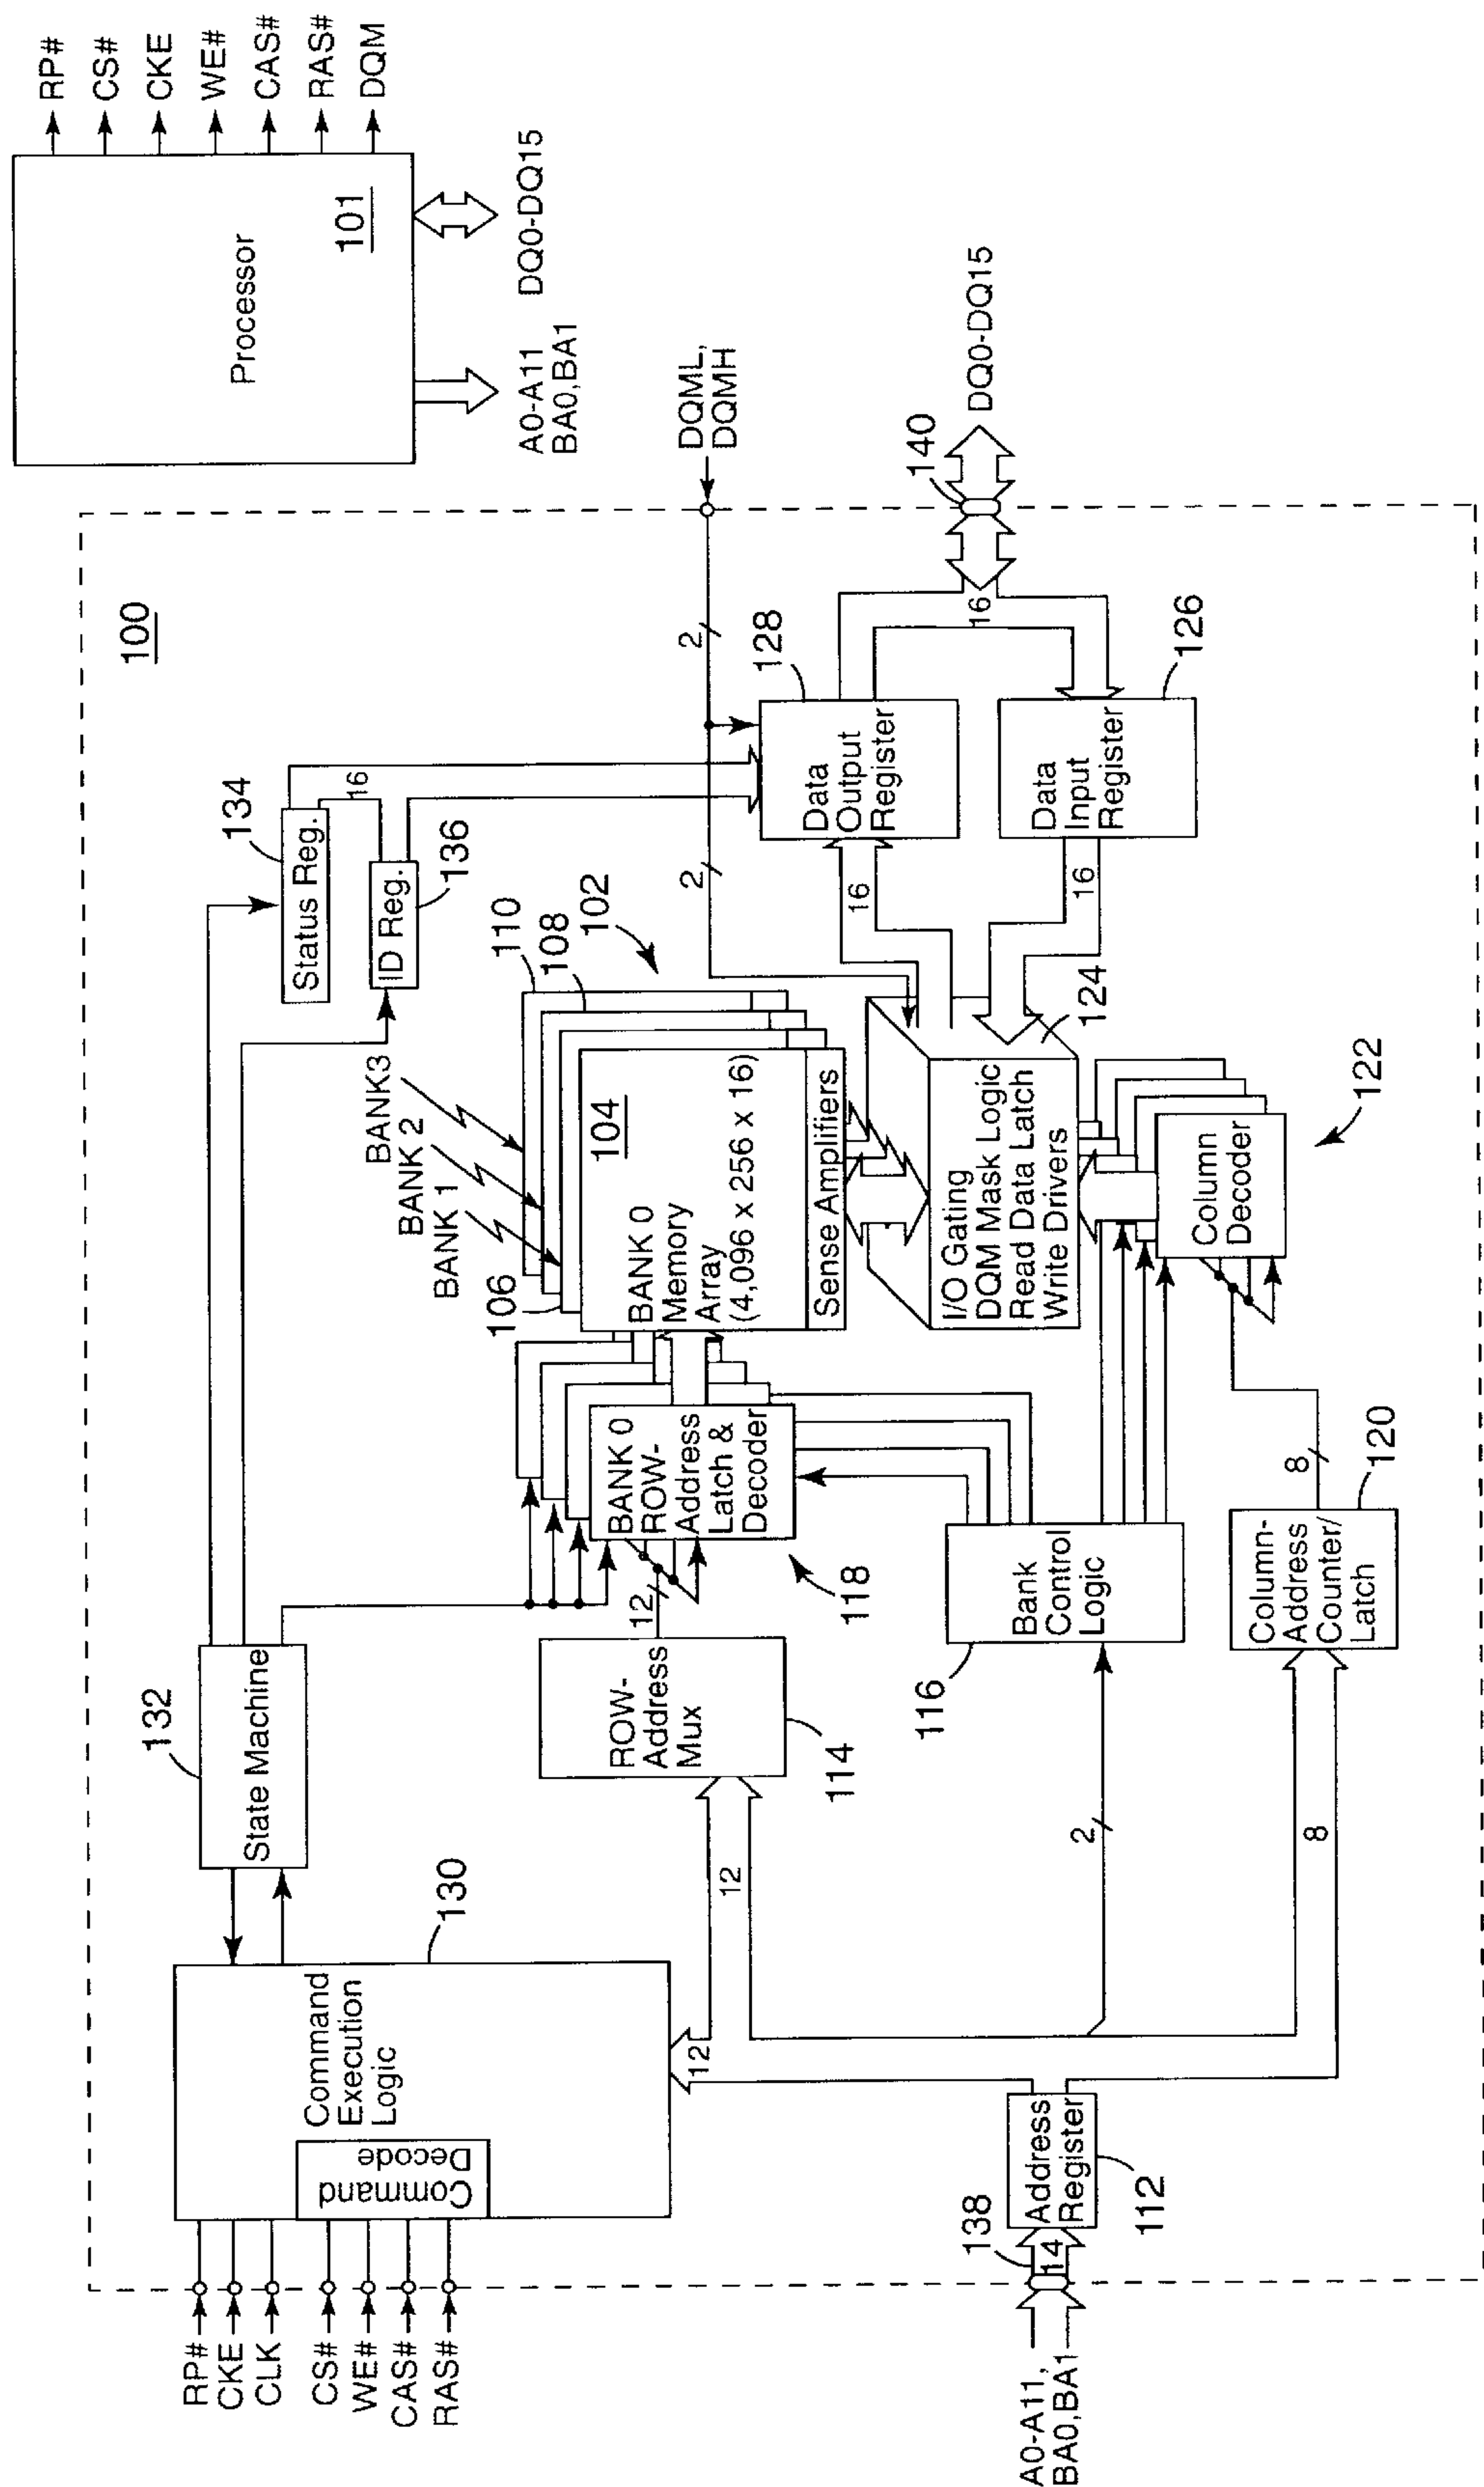 RP#
CKE
CLK
CS#
WE#
CAS#
RAS#
Command
Decode
Command
Execution
Logic
130
132
State Machine
134
Status Reg.
16
ID Reg.
136
100
Processor
101
RP#
CS#
CKE
WE#
CAS#
RAS#
DQM
A0-A11
BA0,BA1
DQ0-DQ15
12
12
ROW-
Address
Mux
114
12
BANK 0
ROW-
Address
Latch &
Decoder
118
106
BANK 1
BANK 2
BANK3
110
108
102
104
BANK 0
Memory
Array
(4,096 x 256 x 16)
Sense Amplifiers
2
2
DQML,
DQMH
128
Data
Output
Register
16
16
140
DQ0-DQ15
Data
Input
Register
126
16
124
I/O Gating
DQM Mask Logic
Read Data Latch
Write Drivers
A0-A11,
BA0,BA1
138
14
Address
Register
112
2
116
Bank
Control
Logic
8
Column-
Address
Counter/
Latch
120
8
Column
Decoder
122